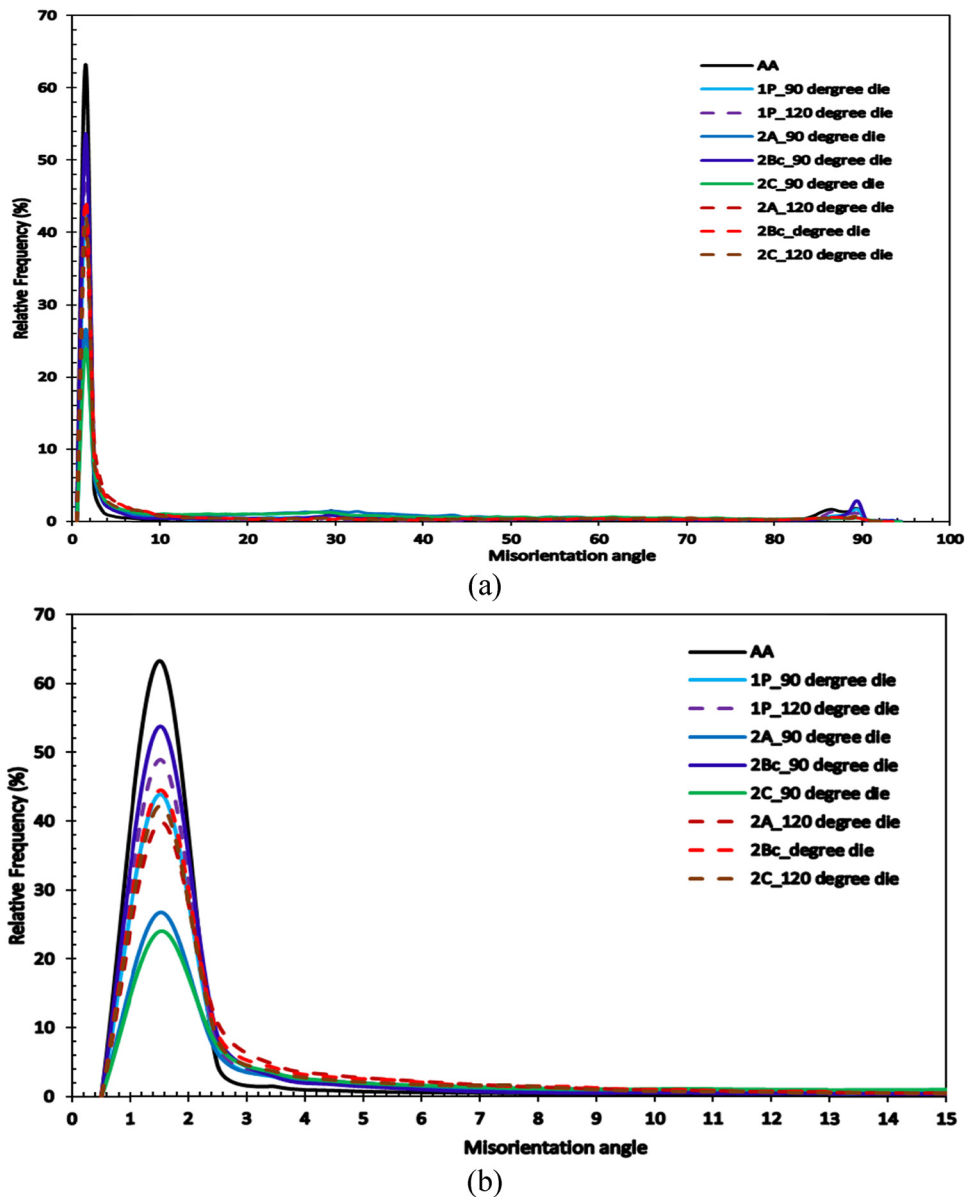 70
60
50
40
30
20
10
0
Relative Frequency (%)
AA
1P_90 dergree die
1P_120 degree die
2A_90 degree die
2Bc_90 degree die
2C_90 degree die
2A_120 degree die
2Bc_degree die
2C_120 degree die
0 10 20 30 40 50 60 70 80 90 100
Misorientation angle
(a)
70
60
50
40
30
20
10
0
Relative Frequency (%)
AA
1P_90 dergree die
1P_120 degree die
2A_90 degree die
2Bc_90 degree die
2C_90 degree die
2A_120 degree die
2Bc_degree die
2C_120 degree die
0 1 2 3 4 5 6 7 8 9 10 11 12 13 14 15
Misorientation angle
(b)